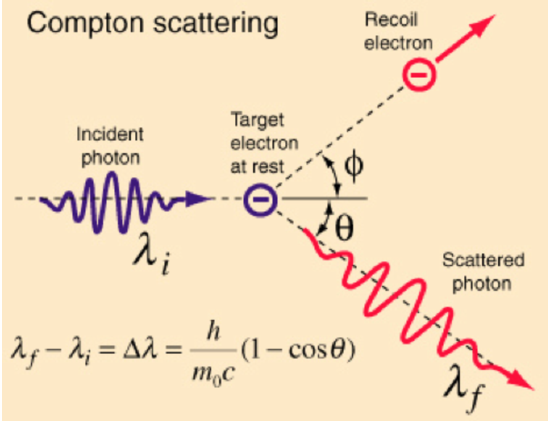 Compton scattering
Recoil
electron
Incident
photon
Target
electron
at rest
ϕ
θ
λi
Scattered
photon
λf − λi = Δλ = h/m₀c (1 − cosθ)
λf